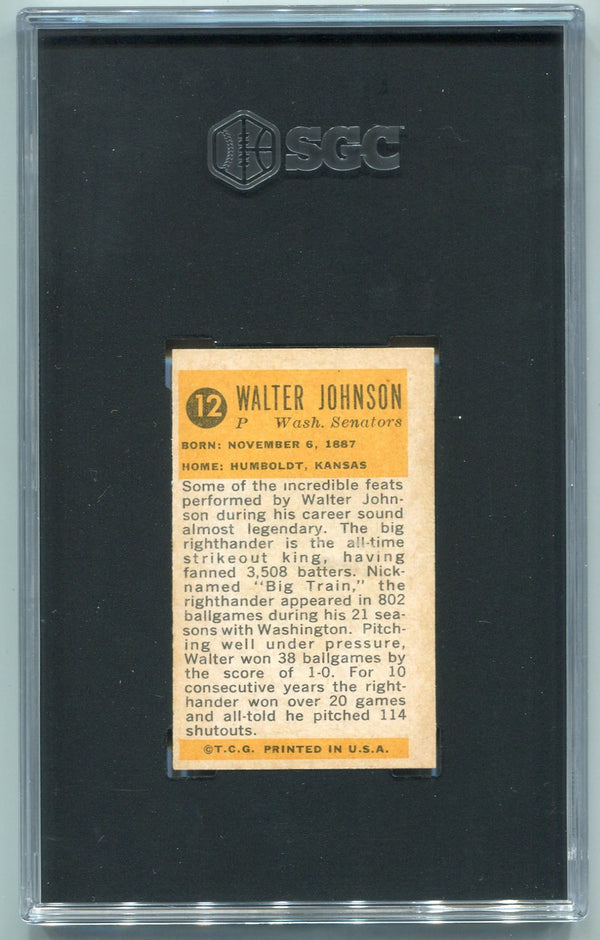 SGC
12 WALTER JOHNSON
P Wash. Senators
BORN: NOVEMBER 6, 1887
HOME: HUMBOLDT, KANSAS
Some of the incredible feats
performed by Walter John-
son during his career sound
almost legendary. The big
righthander is the all-time
strikeout king, having
fanned 3,508 batters. Nick-
named "Big Train," the
righthander appeared in 802
ballgames during his 21 sea-
sons with Washington. Pitch-
ing well under pressure,
Walter won 38 ballgames by
the score of 1-0. For 10
consecutive years the right-
hander won over 20 games
and all-told he pitched 114
shutouts.
©T.C.G. PRINTED IN U.S.A.